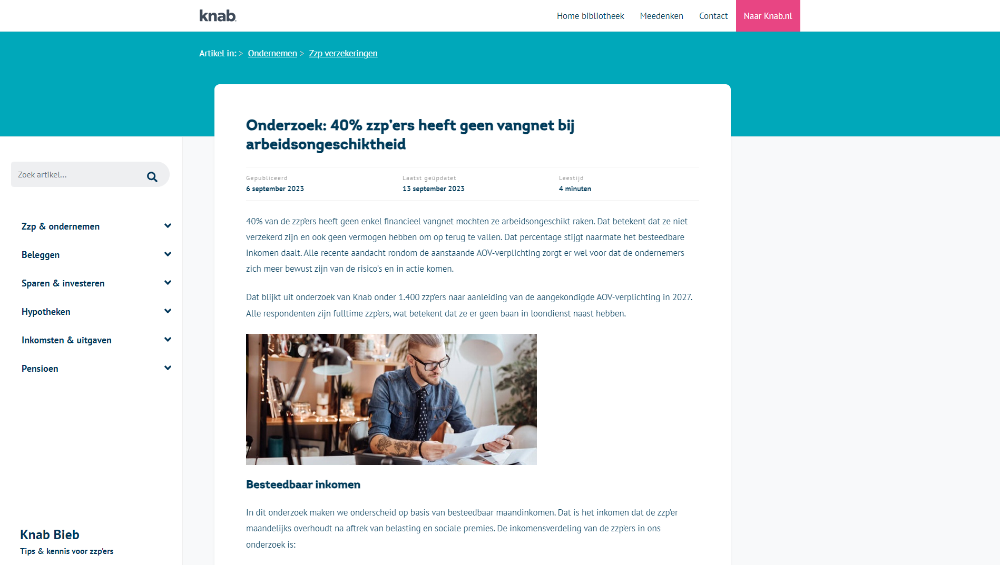 knab.
Home bibliotheek
Meedenken
Contact
Naar Knab.nl
Artikel in: > Ondernemen > Zzp verzekeringen
Onderzoek: 40% zzp’ers heeft geen vangnet bij
arbeidsongeschiktheid
Gepubliceerd
6 september 2023
Laatst geüpdatet
13 september 2023
Leestijd
4 minuten
Zoek artikel...
Zzp & ondernemen
Beleggen
Sparen & investeren
Hypotheken
Inkomsten & uitgaven
Pensioen
40% van de zzp’ers heeft geen enkel financieel vangnet mochten ze arbeidsongeschikt raken. Dat betekent dat ze niet
verzekerd zijn en ook geen vermogen hebben om op terug te vallen. Dat percentage stijgt naarmate het besteedbare
inkomen daalt. Alle recente aandacht rondom de aanstaande AOV-verplichting zorgt er wel voor dat de ondernemers
zich meer bewust zijn van de risico's en in actie komen.
Dat blijkt uit onderzoek van Knab onder 1.400 zzp’ers naar aanleiding van de aangekondigde AOV-verplichting in 2027.
Alle respondenten zijn fulltime zzp’ers, wat betekent dat ze er geen baan in loondienst naast hebben.
Besteedbaar inkomen
In dit onderzoek maken we onderscheid op basis van besteedbaar maandinkomen. Dat is het inkomen dat de zzp'er
maandelijks overhoudt na aftrek van belasting en sociale premies. De inkomensverdeling van de zzp'ers in ons
onderzoek is:
Knab Bieb
Tips & kennis voor zzp'ers